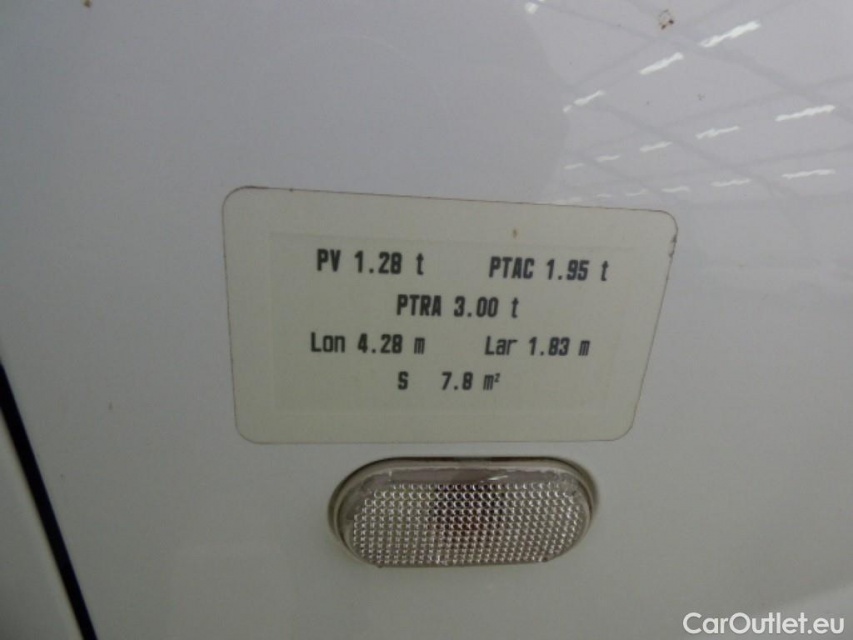 PV 1.28 t PTAC 1.95 t
PTRA 3.00 t
Lon 4.28 m Lar 1.83 m
S 7.8 m²
CarOutlet.eu